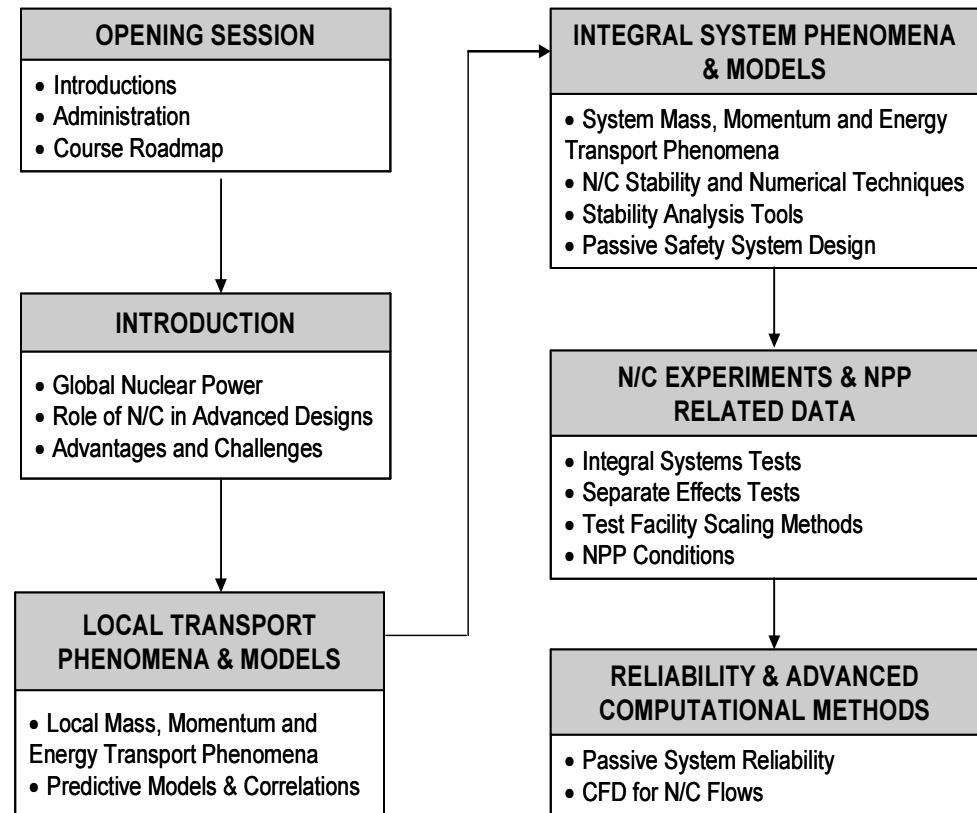 OPENING SESSION
• Introductions
• Administration
• Course Roadmap
INTRODUCTION
• Global Nuclear Power
• Role of N/C in Advanced Designs
• Advantages and Challenges
LOCAL TRANSPORT
PHENOMENA & MODELS
• Local Mass, Momentum and
Energy Transport Phenomena
• Predictive Models & Correlations
INTEGRAL SYSTEM PHENOMENA
& MODELS
• System Mass, Momentum and Energy
Transport Phenomena
• N/C Stability and Numerical Techniques
• Stability Analysis Tools
• Passive Safety System Design
N/C EXPERIMENTS & NPP
RELATED DATA
• Integral Systems Tests
• Separate Effects Tests
• Test Facility Scaling Methods
• NPP Conditions
RELIABILITY & ADVANCED
COMPUTATIONAL METHODS
• Passive System Reliability
• CFD for N/C Flows